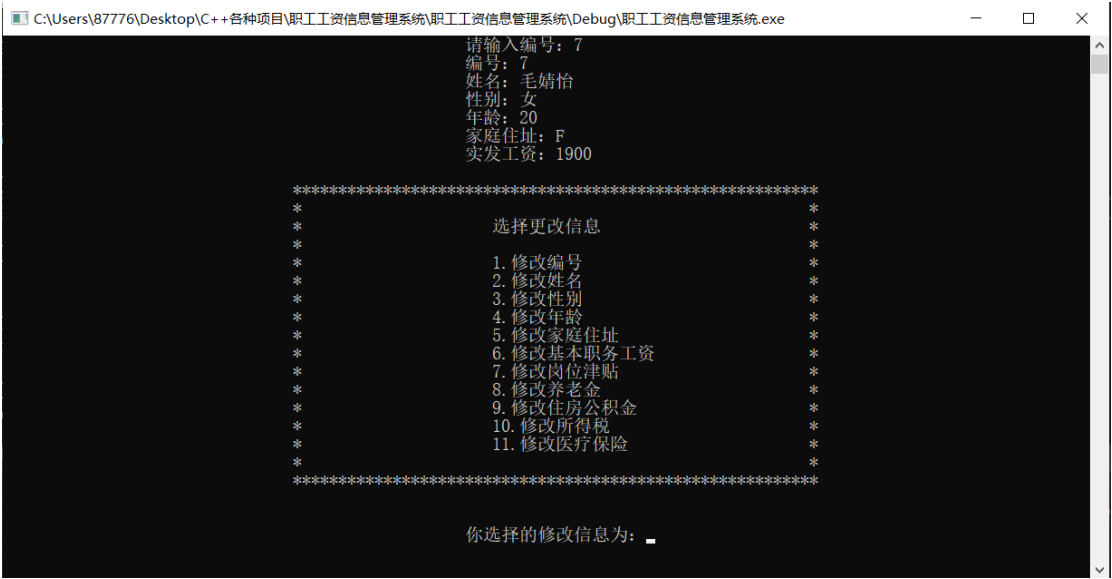 C:\Users\87776\Desktop\C++各种项目\职工工资信息管理系统\职工工资信息管理系统\Debug\职工工资信息管理系统.exe
请输入编号：7
编号：7
姓名：毛婧怡
性别：女
年龄：20
家庭住址：F
实发工资：1900
**********************************************************
* *
* 选择更改信息 *
* *
* 1.修改编号 *
* 2.修改姓名 *
* 3.修改性别 *
* 4.修改年龄 *
* 5.修改家庭住址 *
* 6.修改基本职务工资 *
* 7.修改岗位津贴 *
* 8.修改养老金 *
* 9.修改住房公积金 *
* 10.修改所得税 *
* 11.修改医疗保险 *
* *
**********************************************************
你选择的修改信息为：